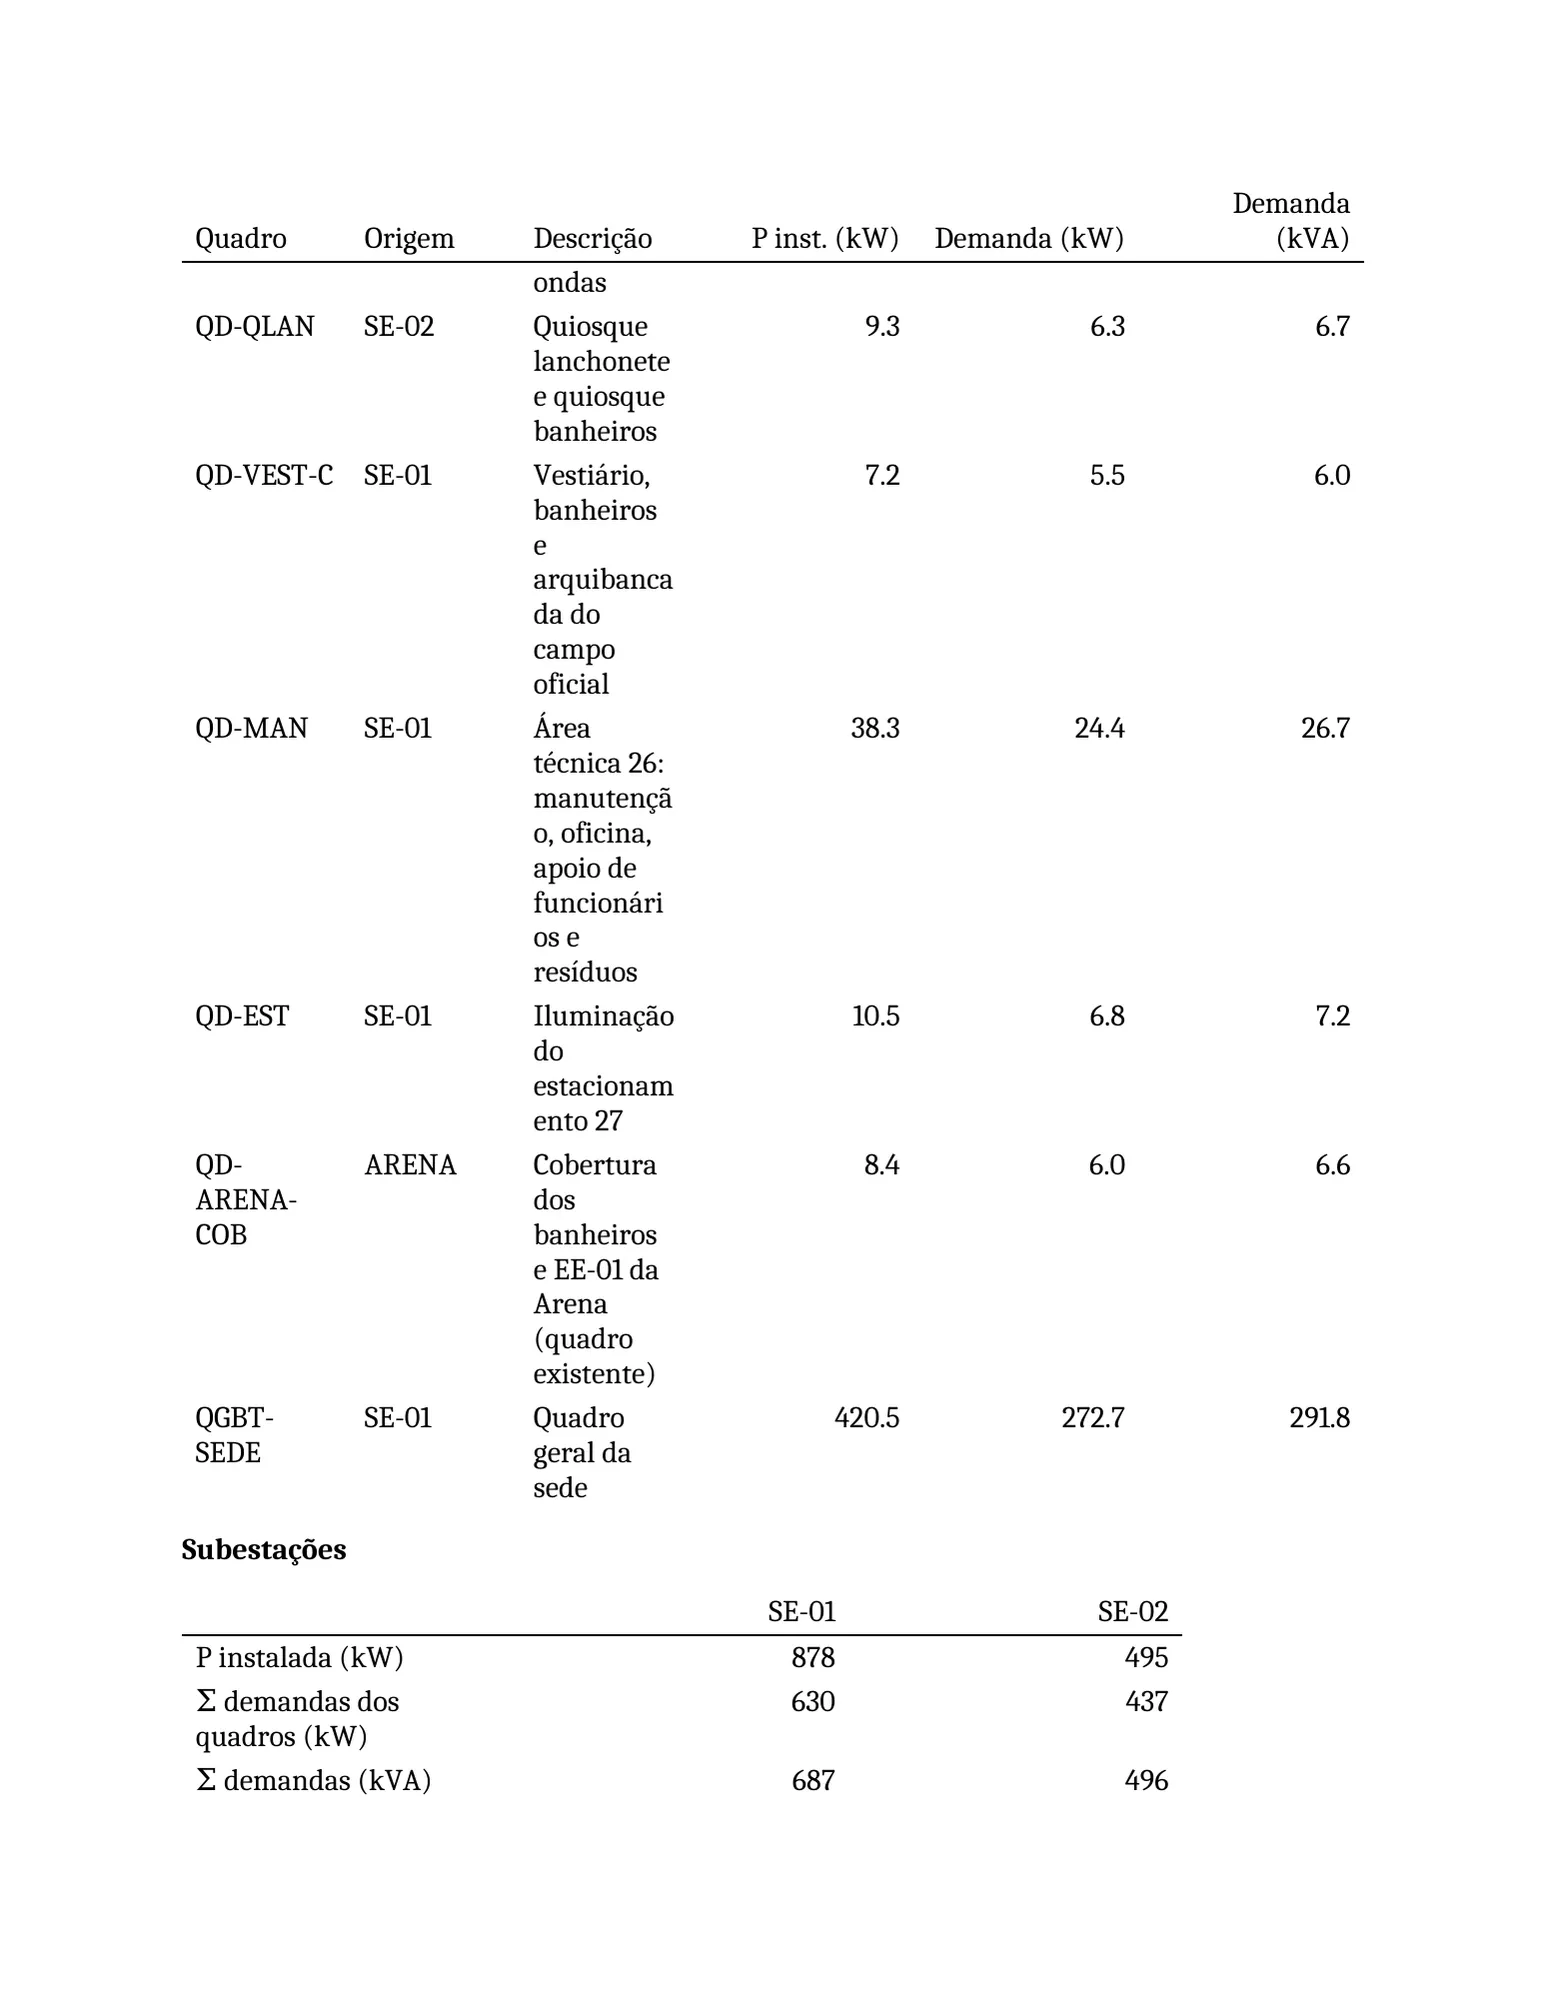 Demanda
Quadro Origem Descrição P inst. (kW) Demanda (kW) (kVA)
ondas
QD-QLAN SE-02 Quiosque 9.3 6.3 6.7
lanchonete
e quiosque
banheiros
QD-VEST-C SE-01 Vestiário, 7.2 5.5 6.0
banheiros
e
arquibanca
da do
campo
oficial
QD-MAN SE-01 Área 38.3 24.4 26.7
técnica 26:
manutençã
o, oficina,
apoio de
funcionári
os e
resíduos
QD-EST SE-01 Iluminação 10.5 6.8 7.2
do
estacionam
ento 27
QD- ARENA Cobertura 8.4 6.0 6.6
ARENA- dos
COB banheiros
e EE-01 da
Arena
(quadro
existente)
QGBT- SE-01 Quadro 420.5 272.7 291.8
SEDE geral da
sede
Subestações
SE-01 SE-02
P instalada (kW) 878 495
Σ demandas dos 630 437
quadros (kW)
Σ demandas (kVA) 687 496